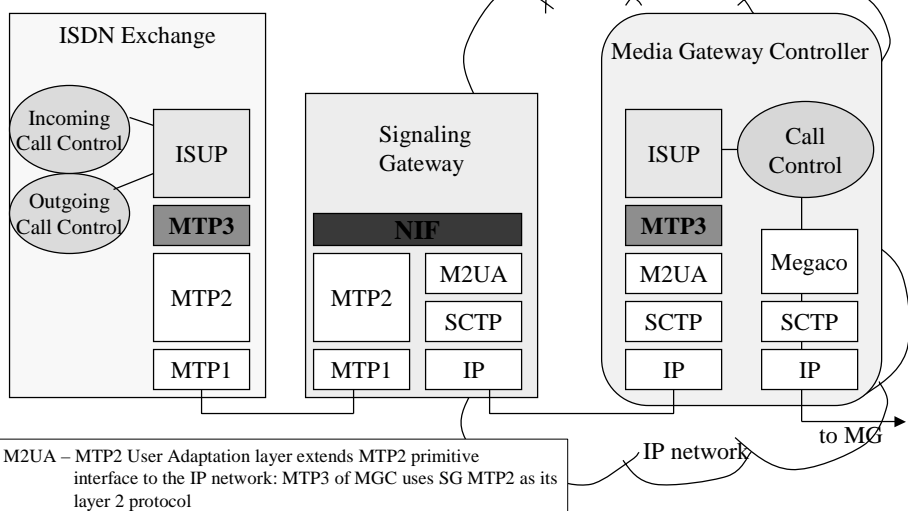 ISDN Exchange
Incoming
Call Control
Outgoing
Call Control
ISUP
MTP3
MTP2
MTP1
Signaling
Gateway
NIF
MTP2
M2UA
SCTP
MTP1
IP
Media Gateway Controller
ISUP
Call
Control
MTP3
M2UA
Megaco
SCTP
SCTP
IP
IP
to MG
IP network
M2UA – MTP2 User Adaptation layer extends MTP2 primitive
interface to the IP network: MTP3 of MGC uses SG MTP2 as its
layer 2 protocol